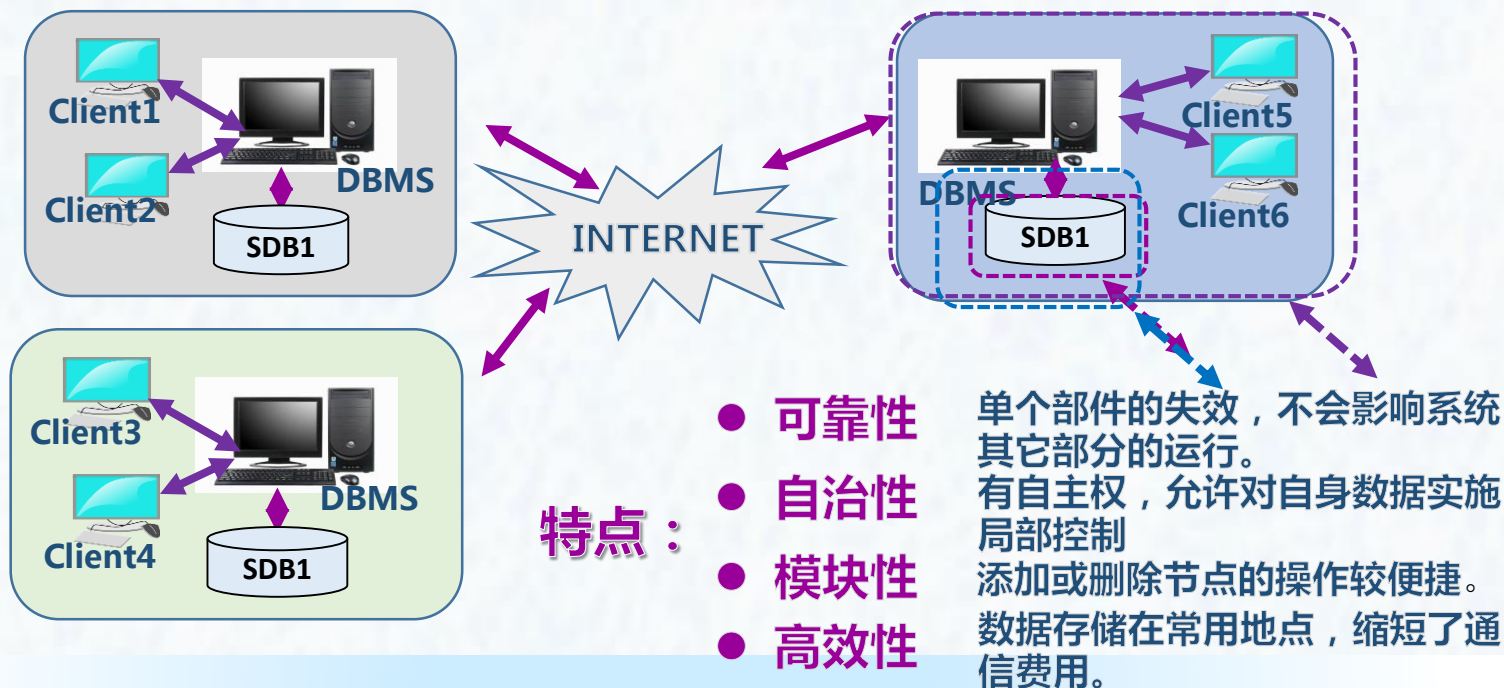 Client1
Client2
DBMS
SDB1
INTERNET
DBMS
SDB1
Client5
Client6
Client3
Client4
DBMS
SDB1
特点：
● 可靠性
单个部件的失效，不会影响系统
其它部分的运行。
● 自治性
有自主权，允许对自身数据实施
局部控制
● 模块性
添加或删除节点的操作较便捷。
● 高效性
数据存储在常用地点，缩短了通
信费用。